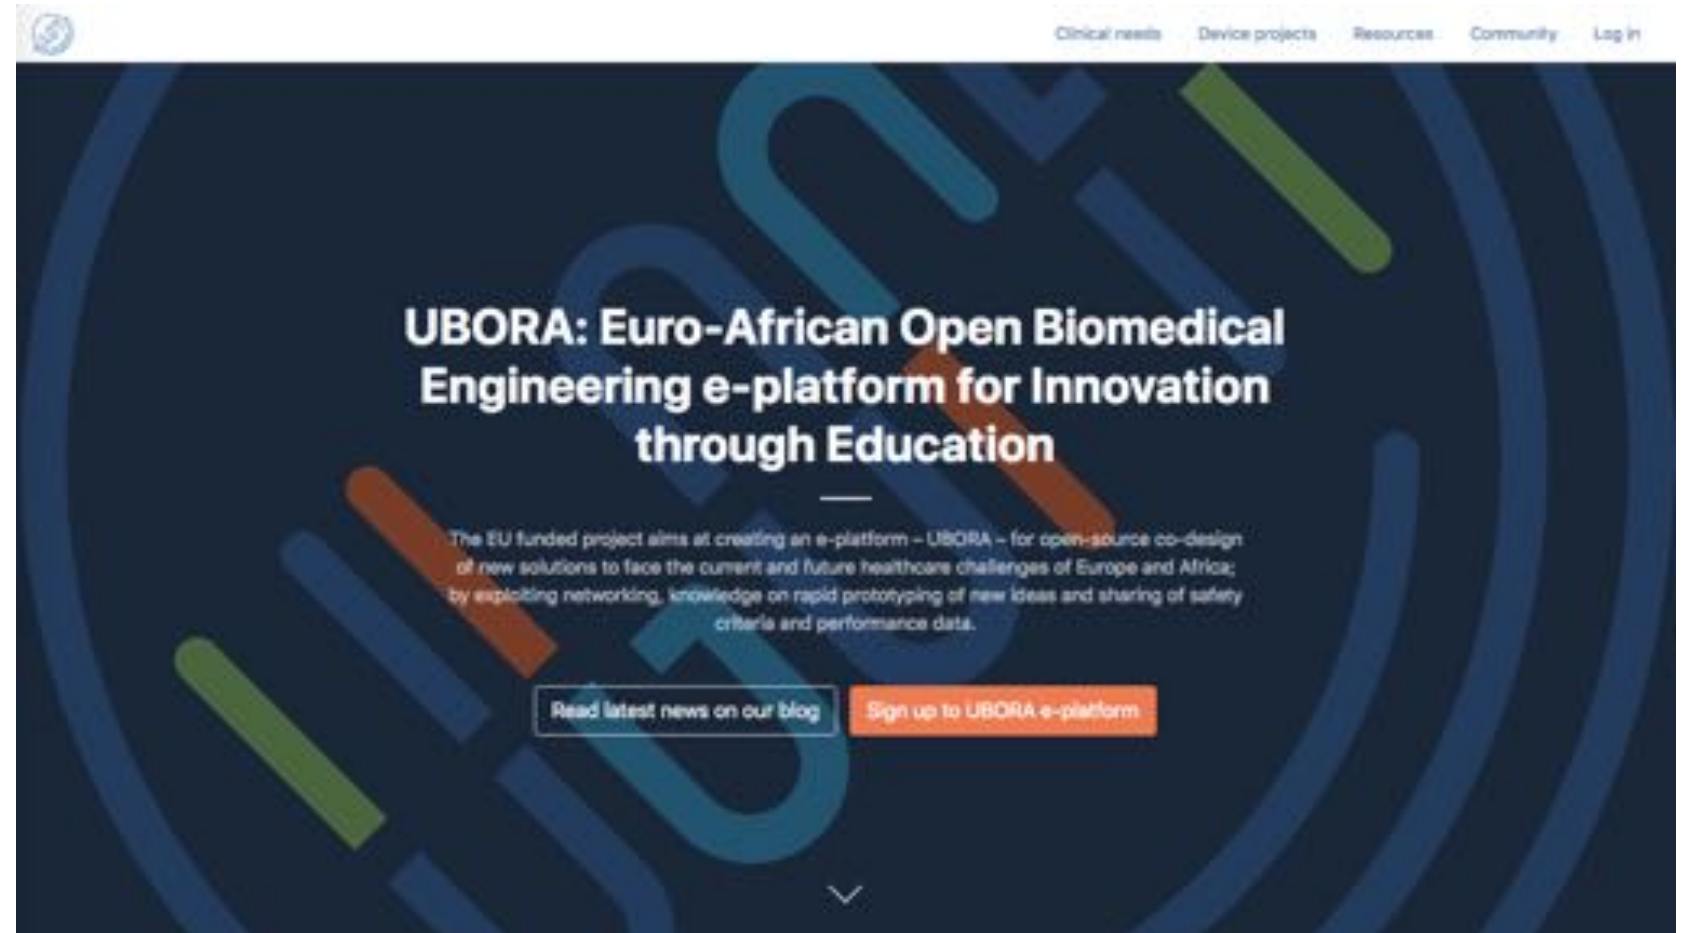 Clinical needs Device projects Resources Community Log in
UBORA: Euro-African Open Biomedical
Engineering e-platform for Innovation
through Education
The EU funded project aims at creating an e-platform – UBORA – for open-source co-design
of new solutions to face the current and future healthcare challenges of Europe and Africa;
by exploiting networking, knowledge on rapid prototyping of new ideas and sharing of safety
criteria and performance data.
Read latest news on our blog Sign up to UBORA e-platform